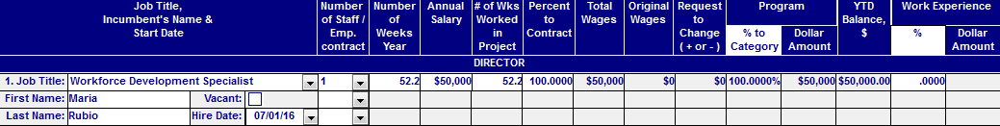 Job Title, Incumbent's Name & Start Date | Number of Staff / Emp. contract | Number of Weeks Year | Annual Salary | # of Wks Worked in Project | Percent to Contract | Total Wages | Original Wages | Request to Change ( + or - ) | Program | YTD Balance, $ | Work Experience
% to Category | Dollar Amount | % | Dollar Amount
DIRECTOR
1. Job Title: Workforce Development Specialist 1 52.2 $50,000 52.2 100.0000 $50,000 $0 $0 100.0000% $50,000 $50,000.00 .0000
First Name: Maria Vacant:
Last Name: Rubio Hire Date: 07/01/16